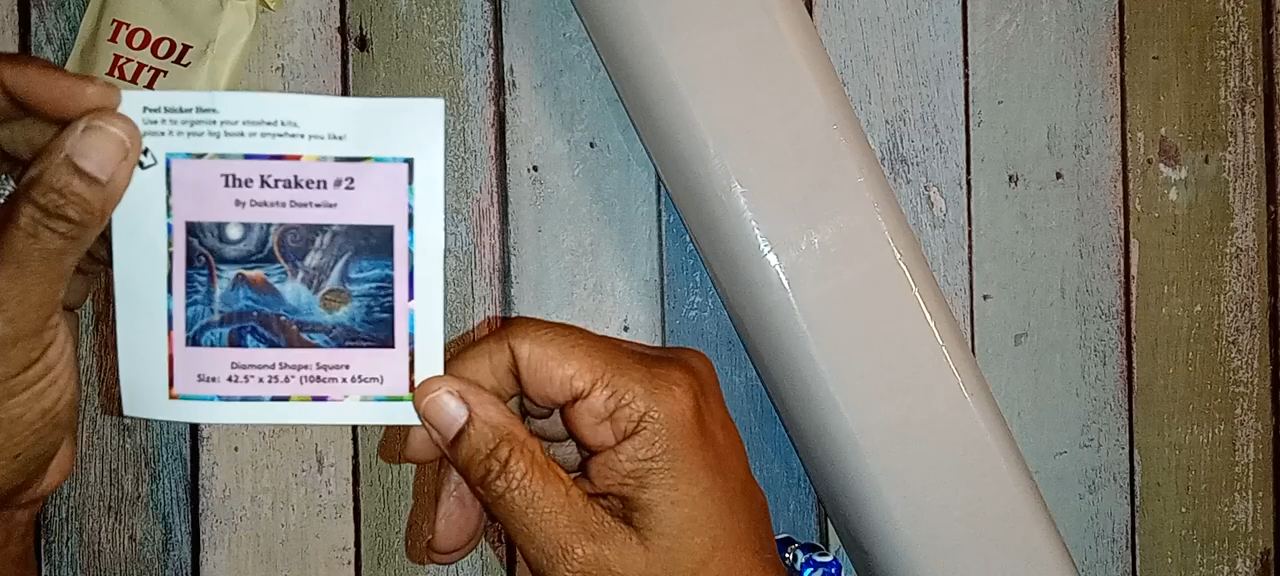 TOOL
KIT
Peel Sticker Here.
Use it to organize your stashed kits,
place it in your log book or anywhere you like!
The Kraken #2
By Dakota Daetwiler
Diamond Shape: Square
Size: 42.5" x 25.6" (108cm x 65cm)